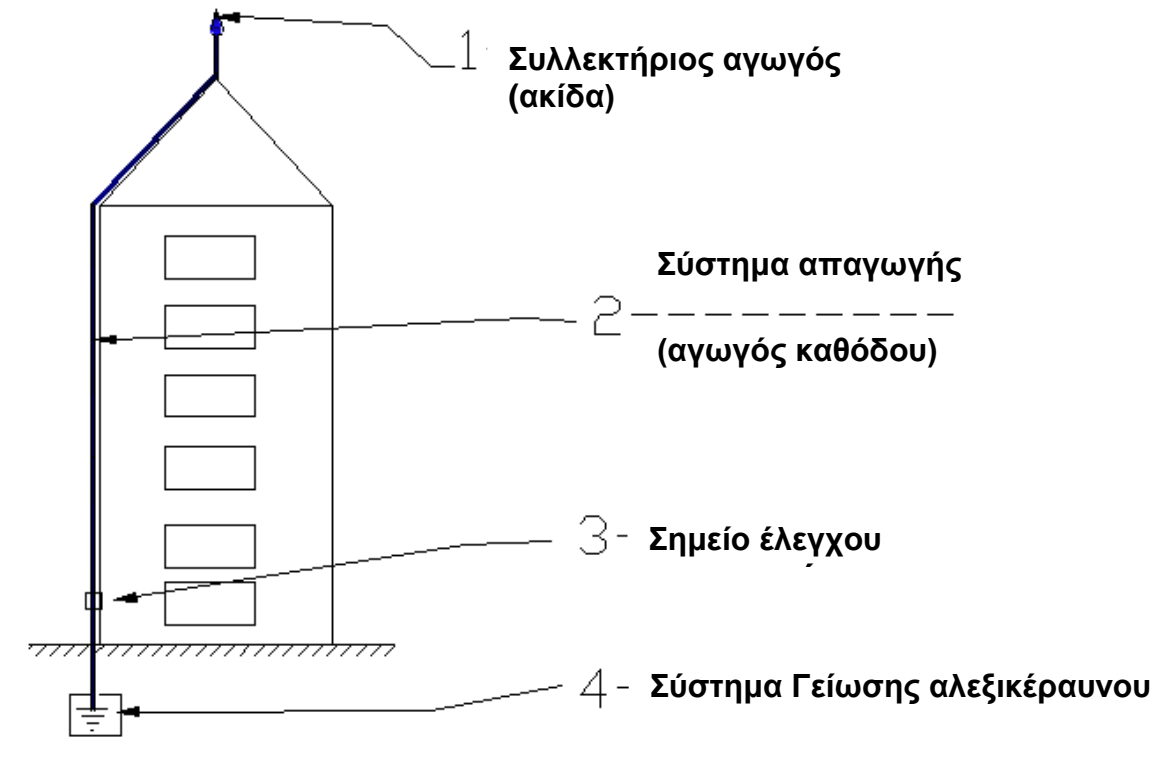 1 Συλλεκτήριος αγωγός
(ακίδα)
Σύστημα απαγωγής
2
(αγωγός καθόδου)
3- Σημείο έλεγχου
4- Σύστημα Γείωσης αλεξικέραυνου